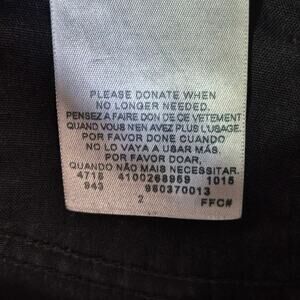 PLEASE DONATE WHEN
NO LONGER NEEDED.
PENSEZ A FAIRE DON DE CE VETEMENT
QUAND VOUS N'EN AVEZ PLUS L'USAGE.
POR FAVOR DONE CUANDO
NO LO VAYA A USAR MÁS.
POR FAVOR DOAR,
QUANDO NÃO MAIS NECESSITAR.
4718 4100268959 1015
943 980370013
2 FFC#